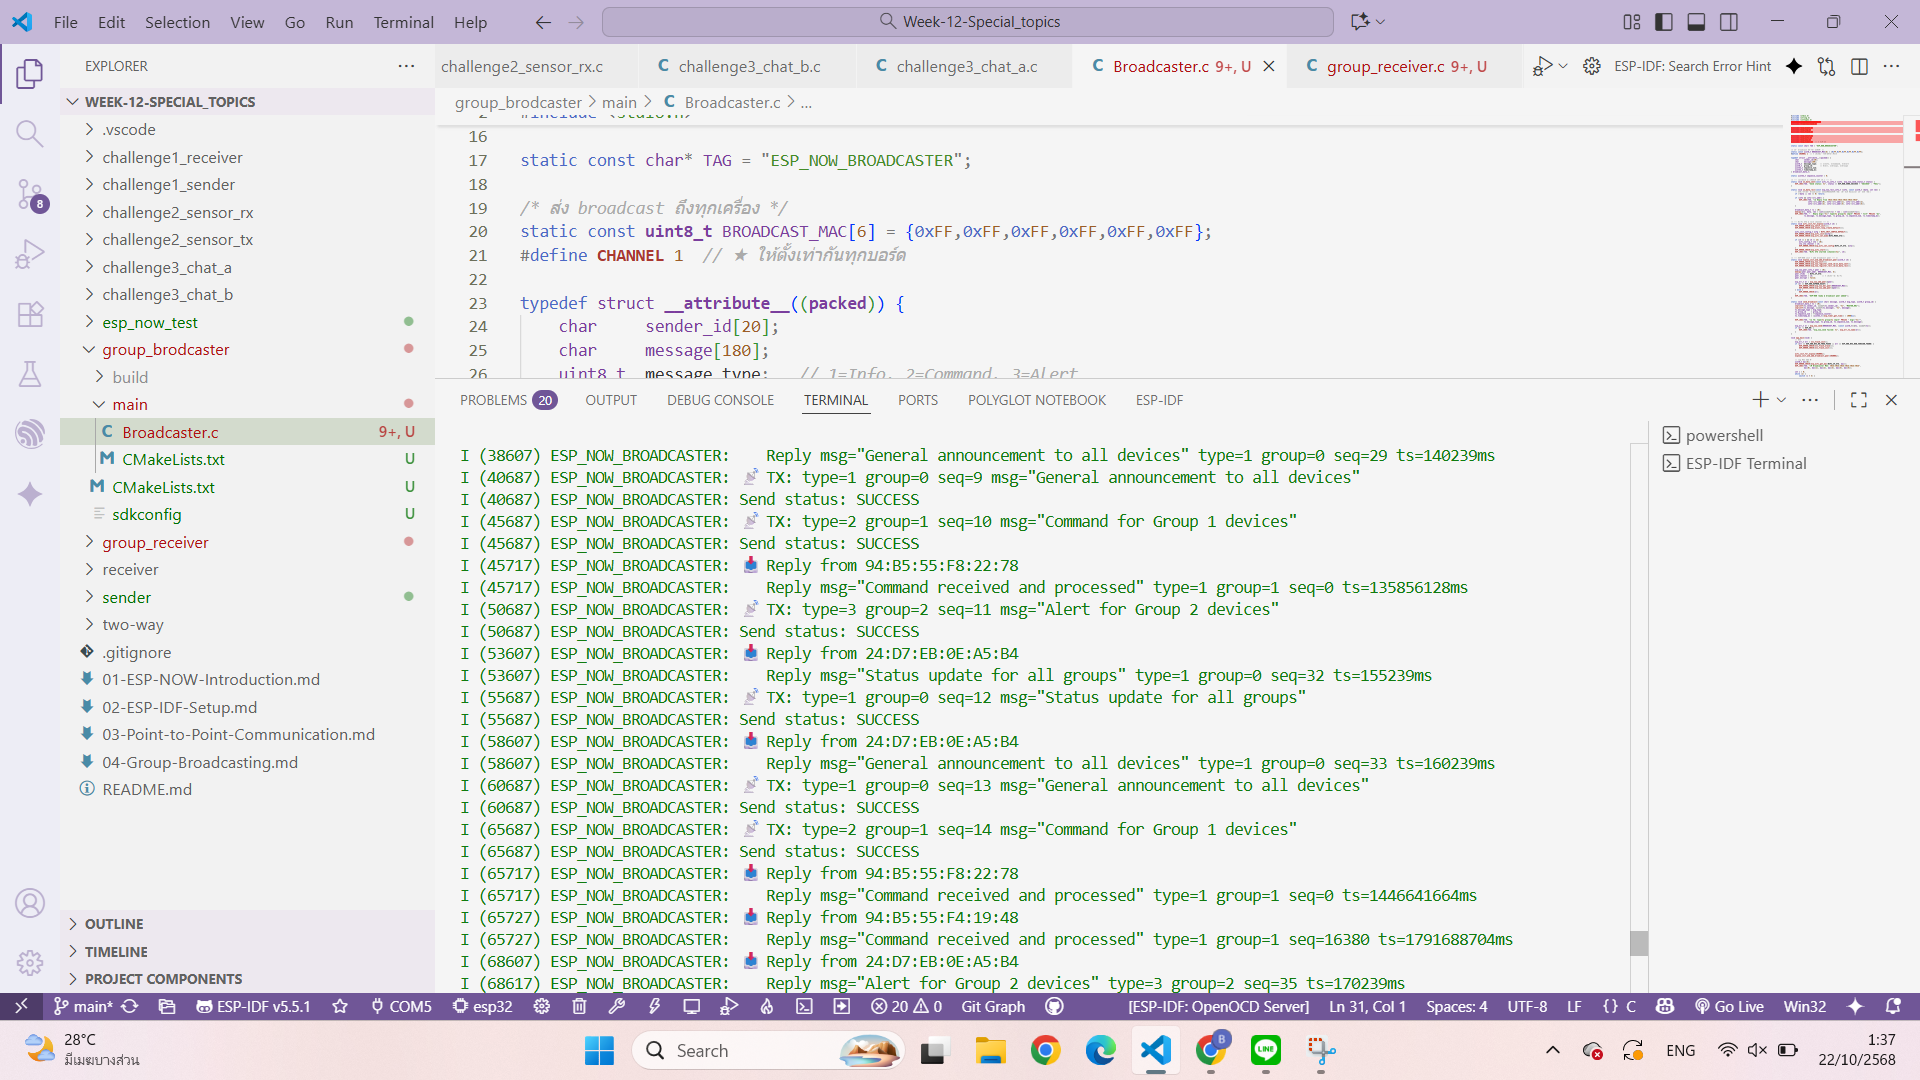 File Edit Selection View Go Run Terminal Help
Week-12-Special_topics
EXPLORER
challenge2_sensor_rx.c
C challenge3_chat_b.c
C challenge3_chat_a.c
C Broadcaster.c 9+, U
C group_receiver.c 9+, U
ESP-IDF: Search Error Hint
WEEK-12-SPECIAL_TOPICS
.vscode
challenge1_receiver
challenge1_sender
challenge2_sensor_rx
challenge2_sensor_tx
challenge3_chat_a
challenge3_chat_b
esp_now_test
group_brodcaster
build
main
C Broadcaster.c 9+, U
M CMakeLists.txt U
M CMakeLists.txt U
sdkconfig U
group_receiver
receiver
sender
two-way
.gitignore
01-ESP-NOW-Introduction.md
02-ESP-IDF-Setup.md
03-Point-to-Point-Communication.md
04-Group-Broadcasting.md
README.md
OUTLINE
TIMELINE
PROJECT COMPONENTS
8
group_brodcaster > main > C Broadcaster.c > ...
2 #include <stdio.h>
16
17 static const char* TAG = "ESP_NOW_BROADCASTER";
18
19 /* ส่ง broadcast ถึงทุกเครื่อง */
20 static const uint8_t BROADCAST_MAC[6] = {0xFF,0xFF,0xFF,0xFF,0xFF,0xFF};
21 #define CHANNEL 1 // ★ ให้ตั้งเท่ากันทุกบอร์ด
22
23 typedef struct __attribute__((packed)) {
24 char sender_id[20];
25 char message[180];
26 uint8_t message_type; // 1=Info, 2=Command, 3=Alert
PROBLEMS 20 OUTPUT DEBUG CONSOLE TERMINAL PORTS POLYGLOT NOTEBOOK ESP-IDF
powershell
ESP-IDF Terminal
I (38607) ESP_NOW_BROADCASTER: Reply msg="General announcement to all devices" type=1 group=0 seq=29 ts=140239ms
I (40687) ESP_NOW_BROADCASTER: 📡 TX: type=1 group=0 seq=9 msg="General announcement to all devices"
I (40687) ESP_NOW_BROADCASTER: Send status: SUCCESS
I (45687) ESP_NOW_BROADCASTER: 📡 TX: type=2 group=1 seq=10 msg="Command for Group 1 devices"
I (45687) ESP_NOW_BROADCASTER: Send status: SUCCESS
I (45717) ESP_NOW_BROADCASTER: 📥 Reply from 94:B5:55:F8:22:78
I (45717) ESP_NOW_BROADCASTER: Reply msg="Command received and processed" type=1 group=1 seq=0 ts=135856128ms
I (50687) ESP_NOW_BROADCASTER: 📡 TX: type=3 group=2 seq=11 msg="Alert for Group 2 devices"
I (50687) ESP_NOW_BROADCASTER: Send status: SUCCESS
I (53607) ESP_NOW_BROADCASTER: 📥 Reply from 24:D7:EB:0E:A5:B4
I (53607) ESP_NOW_BROADCASTER: Reply msg="Status update for all groups" type=1 group=0 seq=32 ts=155239ms
I (55687) ESP_NOW_BROADCASTER: 📡 TX: type=1 group=0 seq=12 msg="Status update for all groups"
I (55687) ESP_NOW_BROADCASTER: Send status: SUCCESS
I (58607) ESP_NOW_BROADCASTER: 📥 Reply from 24:D7:EB:0E:A5:B4
I (58607) ESP_NOW_BROADCASTER: Reply msg="General announcement to all devices" type=1 group=0 seq=33 ts=160239ms
I (60687) ESP_NOW_BROADCASTER: 📡 TX: type=1 group=0 seq=13 msg="General announcement to all devices"
I (60687) ESP_NOW_BROADCASTER: Send status: SUCCESS
I (65687) ESP_NOW_BROADCASTER: 📡 TX: type=2 group=1 seq=14 msg="Command for Group 1 devices"
I (65687) ESP_NOW_BROADCASTER: Send status: SUCCESS
I (65717) ESP_NOW_BROADCASTER: 📥 Reply from 94:B5:55:F8:22:78
I (65717) ESP_NOW_BROADCASTER: Reply msg="Command received and processed" type=1 group=1 seq=0 ts=1446641664ms
I (65727) ESP_NOW_BROADCASTER: 📥 Reply from 94:B5:55:F4:19:48
I (65727) ESP_NOW_BROADCASTER: Reply msg="Command received and processed" type=1 group=1 seq=16380 ts=1791688704ms
I (68607) ESP_NOW_BROADCASTER: 📥 Reply from 24:D7:EB:0E:A5:B4
I (68617) ESP_NOW_BROADCASTER: Reply msg="Alert for Group 2 devices" type=3 group=2 seq=35 ts=170239ms
main* ESP-IDF v5.5.1 COM5 esp32 20 0 Git Graph [ESP-IDF: OpenOCD Server] Ln 31, Col 1 Spaces: 4 UTF-8 LF {} C Go Live Win32
28°C
มีเมฆบางส่วน
Search
B
LINE
ENG
1:37
22/10/2568